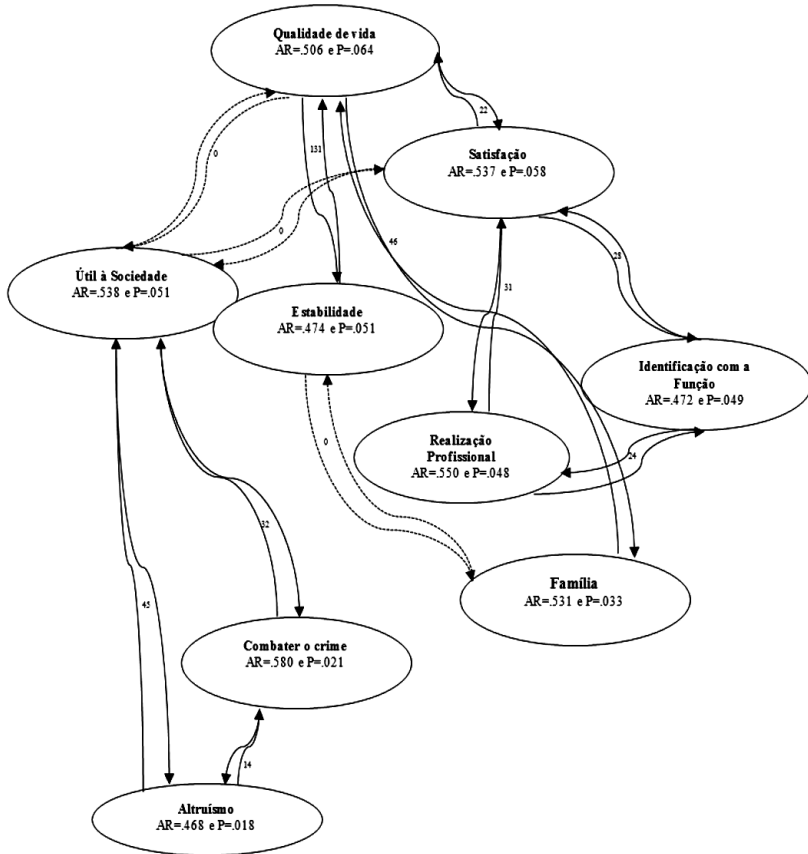 Qualidade de vida
AR=.506 e P=.064
22
131
0
Satisfação
AR=.537 e P=.058
0
46
28
Útil à Sociedade
AR=.538 e P=.051
31
Estabilidade
AR=.474 e P=.051
Identificação com a
Função
AR=.472 e P=.049
0
Realização
Profissional
AR=.550 e P=.048
24
32
Família
AR=.531 e P=.033
45
Combater o crime
AR=.580 e P=.021
14
Altruísmo
AR=.468 e P=.018